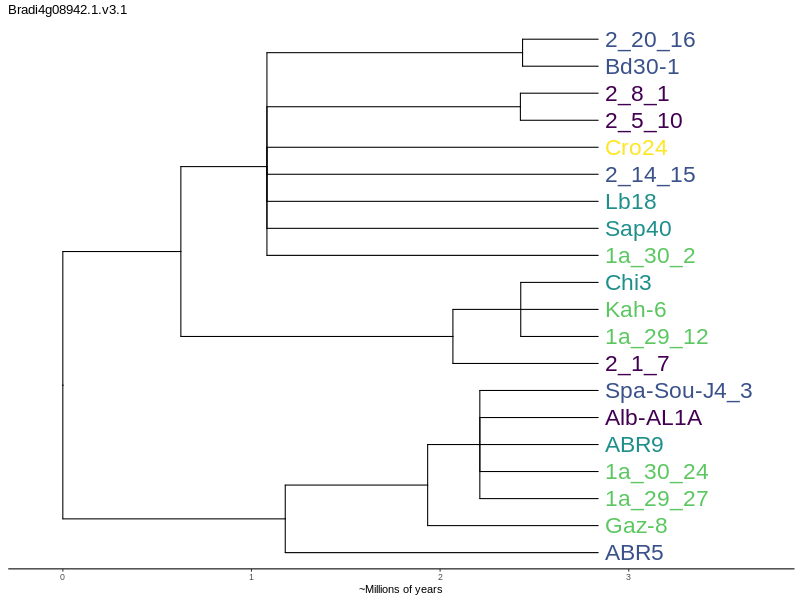 Bradi4g08942.1.v3.1
2_20_16
Bd30-1
2_8_1
2_5_10
Cro24
2_14_15
Lb18
Sap40
1a_30_2
Chi3
Kah-6
1a_29_12
2_1_7
Spa-Sou-J4_3
Alb-AL1A
ABR9
1a_30_24
1a_29_27
Gaz-8
ABR5
0 1 2 3
~Millions of years